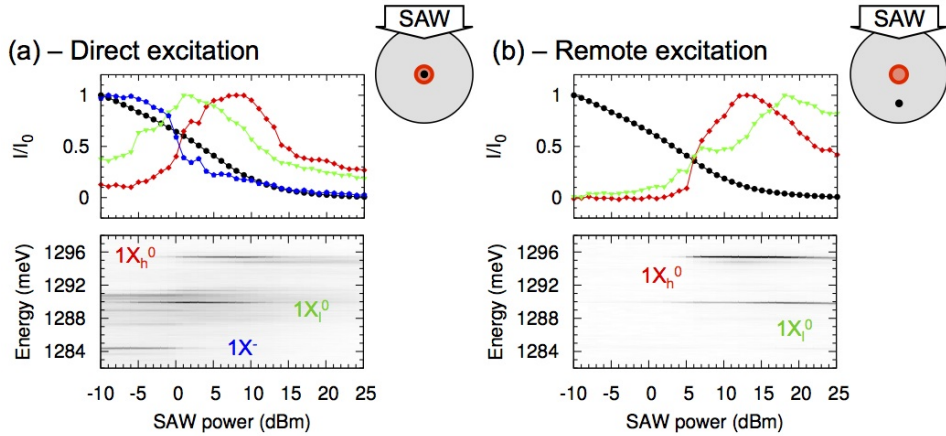 SAW
(a) – Direct excitation
I/I0
1
0.5
0
Energy (meV)
1296
1292
1288
1284
1Xh0
1Xl0
1X-
-10 -5 0 5 10 15 20 25
SAW power (dBm)
SAW
(b) – Remote excitation
I/I0
1
0.5
0
Energy (meV)
1296
1292
1288
1284
1Xh0
1Xl0
-10 -5 0 5 10 15 20 25
SAW power (dBm)